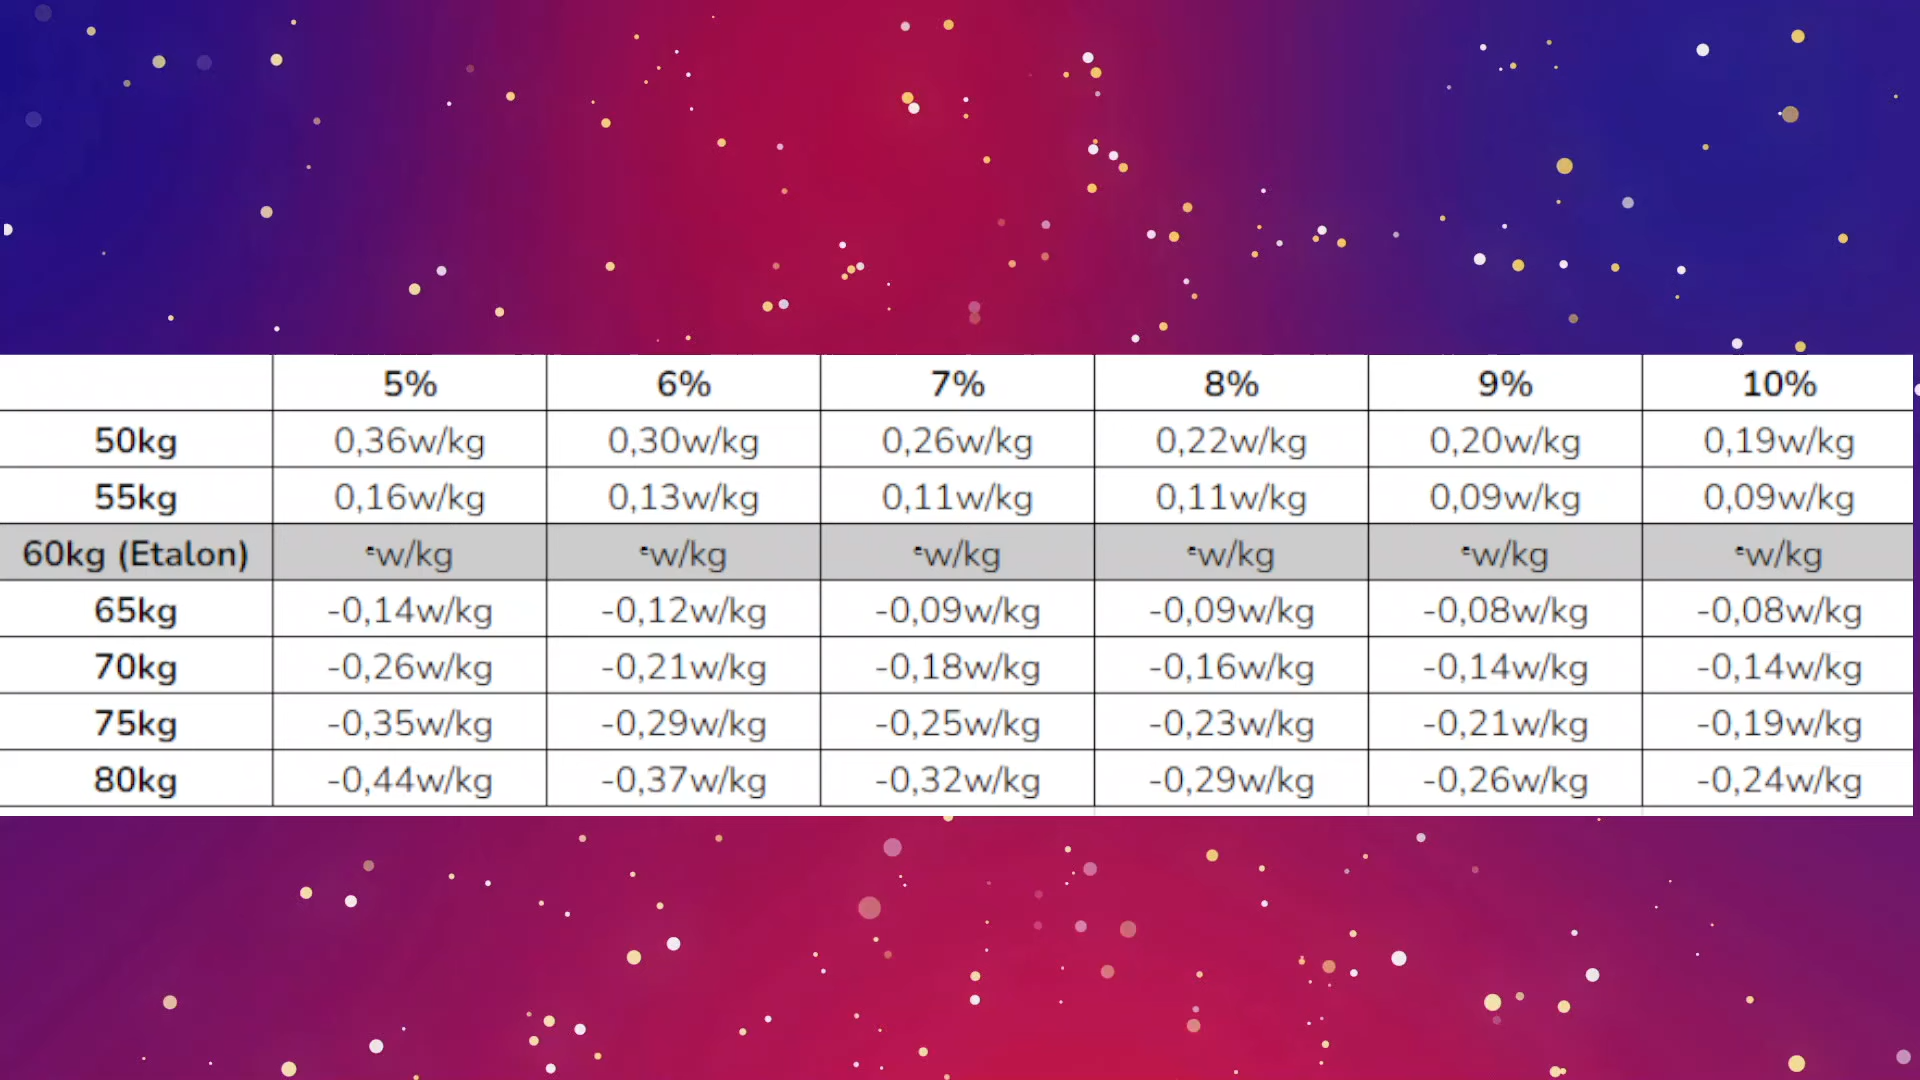 5% 6% 7% 8% 9% 10%
50kg 0,36w/kg 0,30w/kg 0,26w/kg 0,22w/kg 0,20w/kg 0,19w/kg
55kg 0,16w/kg 0,13w/kg 0,11w/kg 0,11w/kg 0,09w/kg 0,09w/kg
60kg (Etalon) w/kg w/kg w/kg w/kg w/kg w/kg
65kg -0,14w/kg -0,12w/kg -0,09w/kg -0,09w/kg -0,08w/kg -0,08w/kg
70kg -0,26w/kg -0,21w/kg -0,18w/kg -0,16w/kg -0,14w/kg -0,14w/kg
75kg -0,35w/kg -0,29w/kg -0,25w/kg -0,23w/kg -0,21w/kg -0,19w/kg
80kg -0,44w/kg -0,37w/kg -0,32w/kg -0,29w/kg -0,26w/kg -0,24w/kg